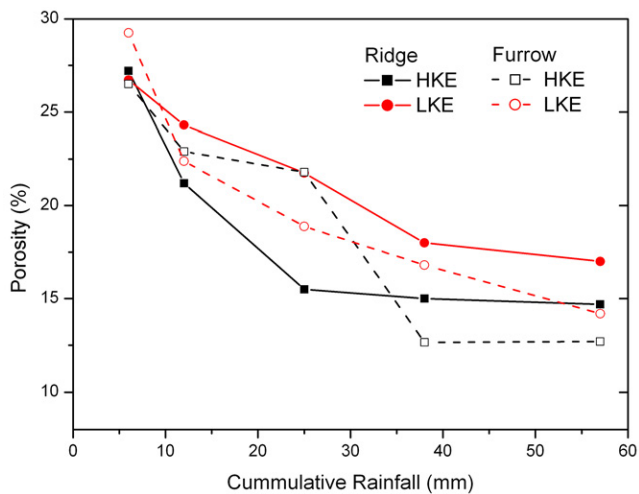 30
25
20
15
10
Porosity (%)
Ridge Furrow
HKE HKE
LKE LKE
0 10 20 30 40 50 60
Cummulative Rainfall (mm)